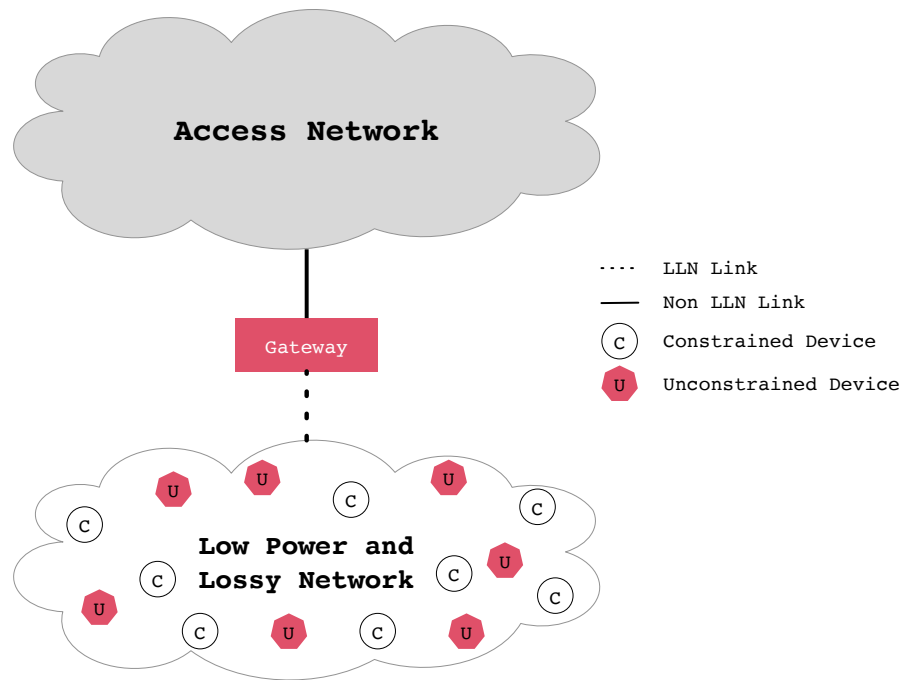 Access Network
Gateway
LLN Link
Non LLN Link
C Constrained Device
U Unconstrained Device
U
U
U
C
C
C
Low Power and
Lossy Network
U
C
C
C
U
C
U
C
U